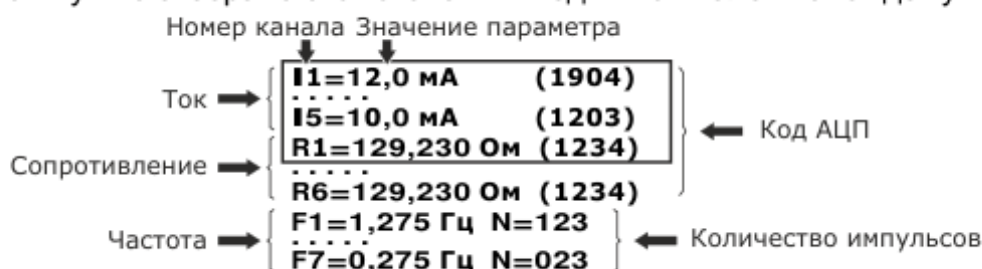 Номер канала Значение параметра
I1=12,0 мА (1904)
.....
Ток
I5=10,0 мА (1203)
Код АЦП
R1=129,230 Ом (1234)
Сопротивление
.....
R6=129,230 Ом (1234)
F1=1,275 Гц N=123
Частота
.....
Количество импульсов
F7=0,275 Гц N=023